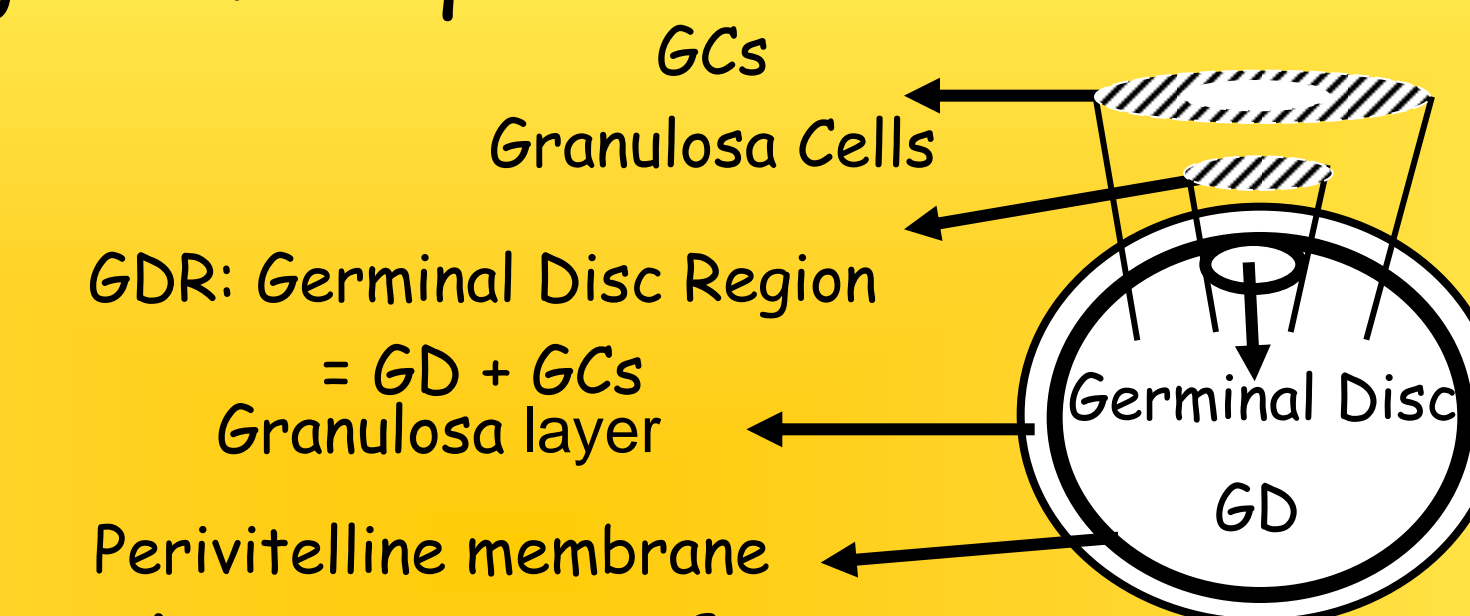 GCs
Granulosa Cells
GDR: Germinal Disc Region
= GD + GCs
Granulosa layer
Germinal Disc
GD
Perivitelline membrane